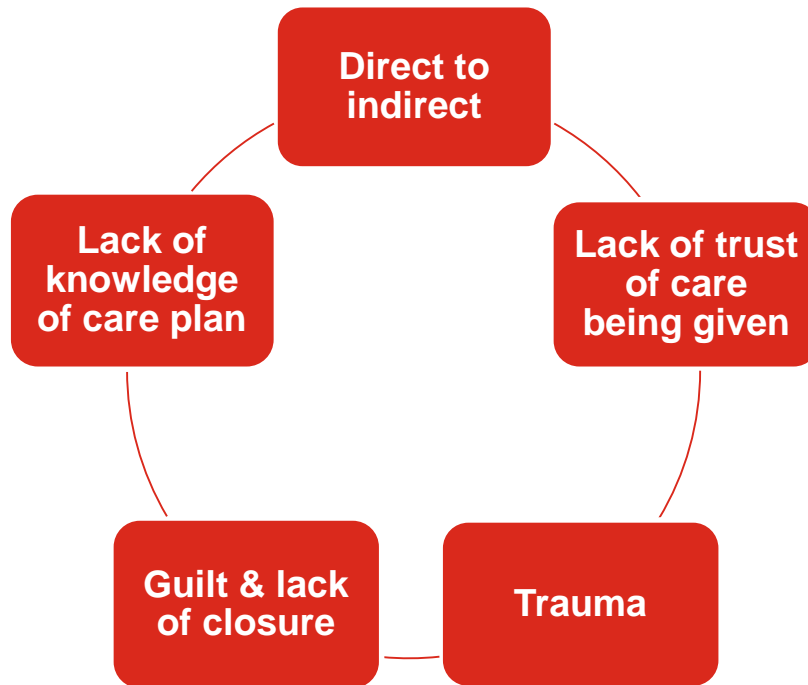 Direct to
indirect
Lack of trust
of care
being given
Trauma
Guilt & lack
of closure
Lack of
knowledge
of care plan